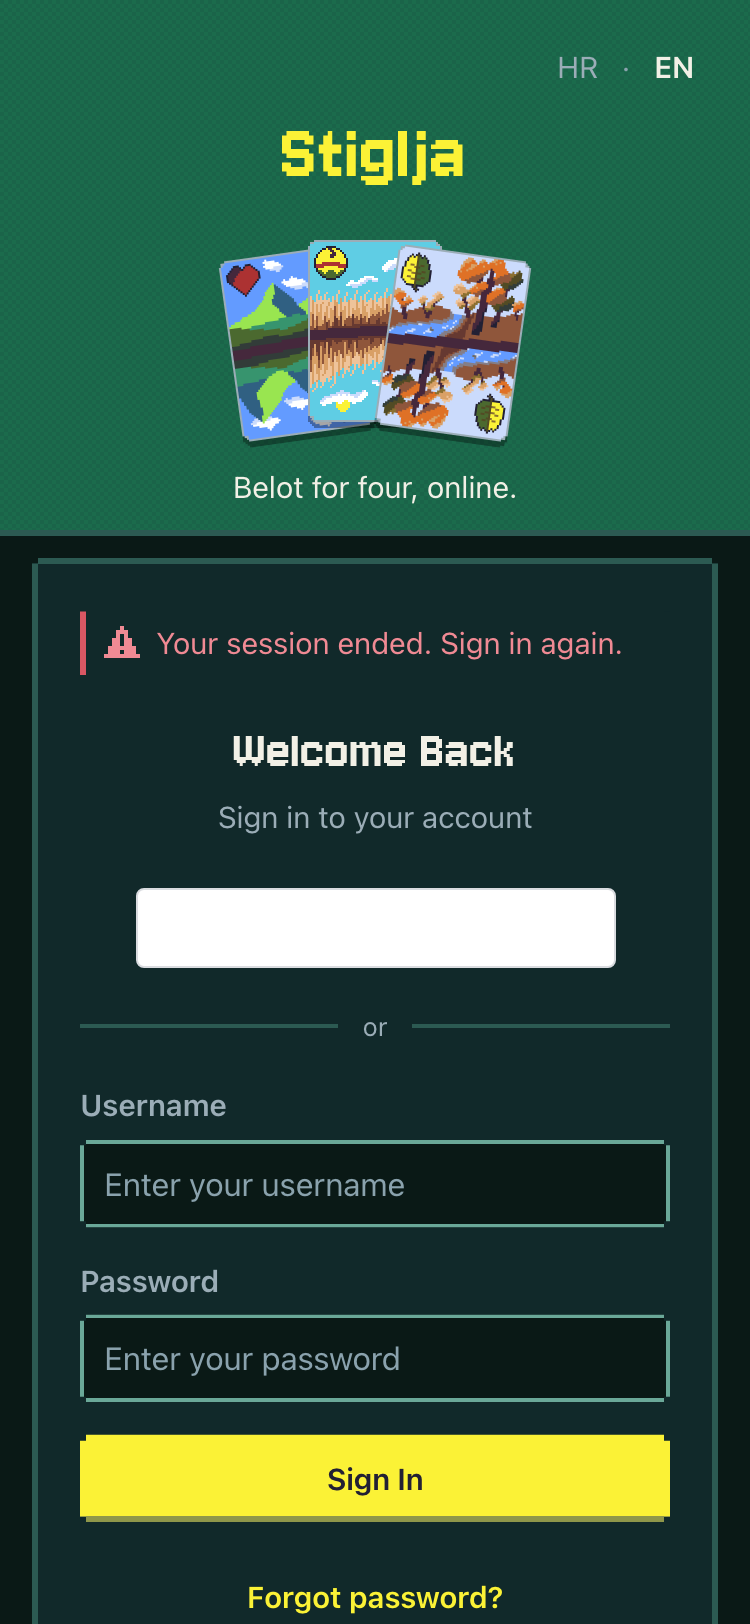 HR · EN
Stiglja
Belot for four, online.
Your session ended. Sign in again.
Welcome Back
Sign in to your account
or
Username
Enter your username
Password
Enter your password
Sign In
Forgot password?